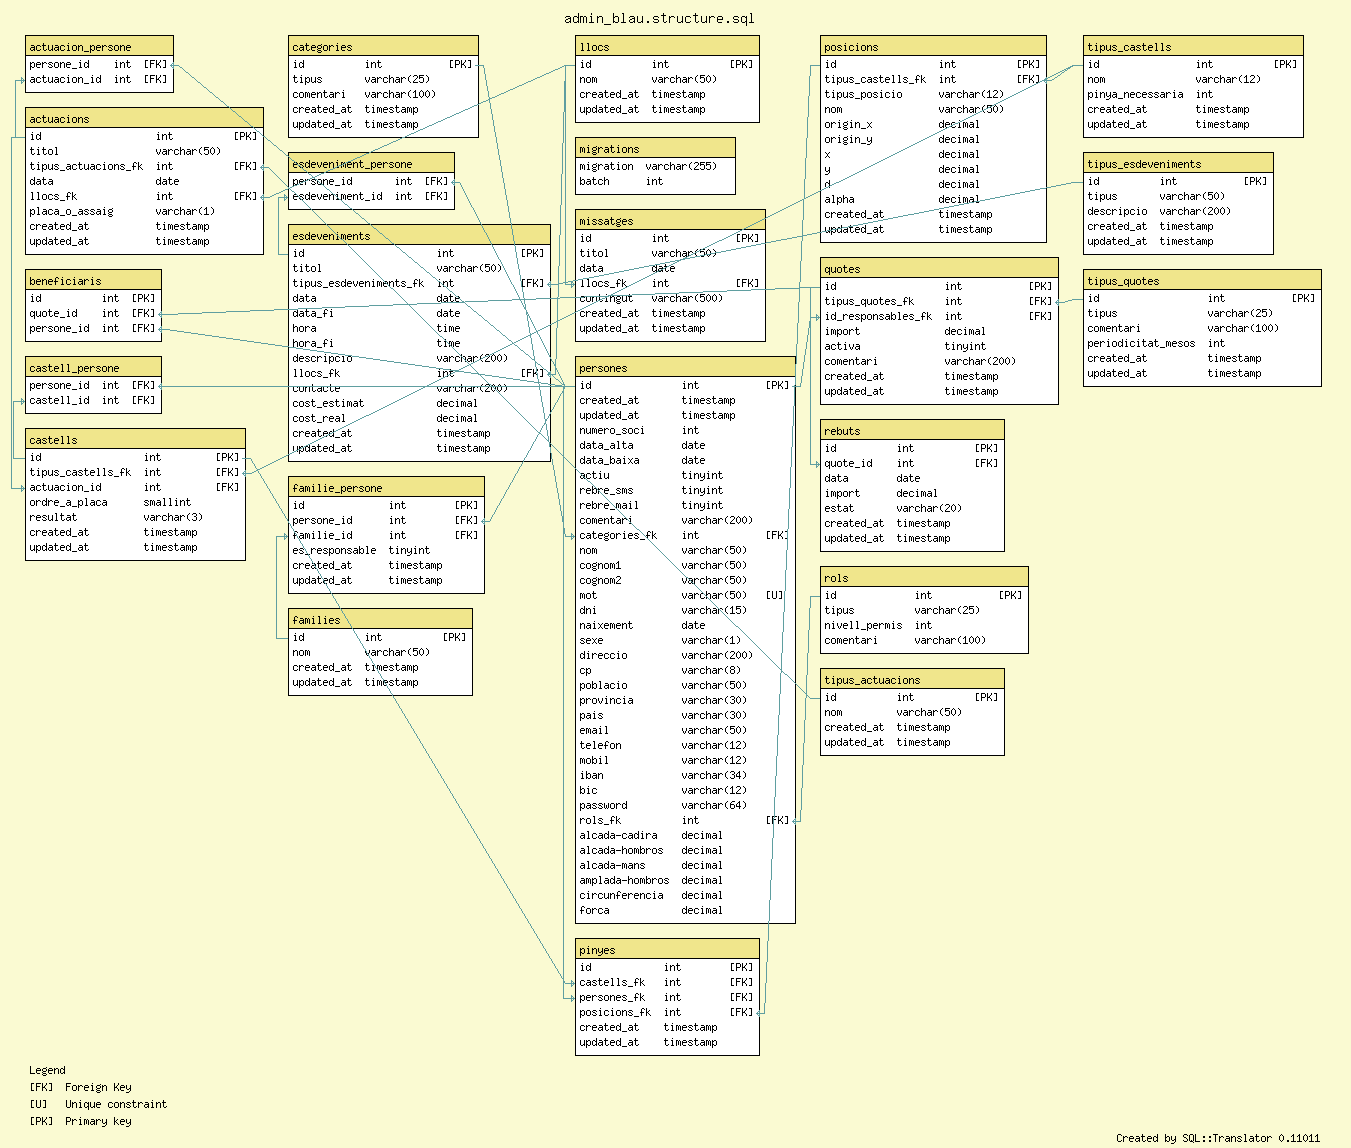 admin_blau.structure.sql
actuacion_persone
persone_id int [FK]
actuacion_id int [FK]
actuacions
id int [PK]
titol varchar(50)
tipus_actuacions_fk int [FK]
data date
llocs_fk int [FK]
placa_o_assaig varchar(1)
created_at timestamp
updated_at timestamp
beneficiaris
id int [PK]
quote_id int [FK]
persone_id int [FK]
castell_persone
persone_id int [FK]
castell_id int [FK]
castells
id int [PK]
tipus_castells_fk int [FK]
actuacion_id int [FK]
ordre_a_placa smallint
resultat varchar(3)
created_at timestamp
updated_at timestamp
categories
id int [PK]
tipus varchar(25)
comentari varchar(100)
created_at timestamp
updated_at timestamp
esdeveniment_persone
persone_id int [FK]
esdeveniment_id int [FK]
esdeveniments
id int [PK]
titol varchar(50)
tipus_esdeveniments_fk int [FK]
data date
data_fi date
hora time
hora_fi time
descripcio varchar(200)
llocs_fk int [FK]
contacte varchar(200)
cost_estimat decimal
cost_real decimal
created_at timestamp
updated_at timestamp
familie_persone
id int [PK]
persone_id int [FK]
familie_id int [FK]
es_responsable tinyint
created_at timestamp
updated_at timestamp
families
id int [PK]
nom varchar(50)
created_at timestamp
updated_at timestamp
llocs
id int [PK]
nom varchar(50)
created_at timestamp
updated_at timestamp
migrations
migration varchar(255)
batch int
missatges
id int [PK]
titol varchar(50)
data date
llocs_fk int [FK]
contingut varchar(500)
created_at timestamp
updated_at timestamp
persones
id int [PK]
created_at timestamp
updated_at timestamp
numero_soci int
data_alta date
data_baixa date
actiu tinyint
rebre_sms tinyint
rebre_mail tinyint
comentari varchar(200)
categories_fk int [FK]
nom varchar(50)
cognom1 varchar(50)
cognom2 varchar(50)
mot varchar(50) [U]
dni varchar(15)
naixement date
sexe varchar(1)
direccio varchar(200)
cp varchar(8)
poblacio varchar(50)
provincia varchar(30)
pais varchar(30)
email varchar(50)
telefon varchar(12)
mobil varchar(12)
iban varchar(34)
bic varchar(12)
password varchar(64)
rols_fk int [FK]
alcada-cadira decimal
alcada-hombros decimal
alcada-mans decimal
amplada-hombros decimal
circunferencia decimal
forca decimal
pinyes
id int [PK]
castells_fk int [FK]
persones_fk int [FK]
posicions_fk int [FK]
created_at timestamp
updated_at timestamp
posicions
id int [PK]
tipus_castells_fk int [FK]
tipus_posicio varchar(12)
nom varchar(50)
origin_x decimal
origin_y decimal
x decimal
y decimal
d decimal
alpha decimal
created_at timestamp
updated_at timestamp
quotes
id int [PK]
tipus_quotes_fk int [FK]
id_responsables_fk int [FK]
import decimal
activa tinyint
comentari varchar(200)
created_at timestamp
updated_at timestamp
rebuts
id int [PK]
quote_id int [FK]
data date
import decimal
estat varchar(20)
created_at timestamp
updated_at timestamp
rols
id int [PK]
tipus varchar(25)
nivell_permis int
comentari varchar(100)
tipus_actuacions
id int [PK]
nom varchar(50)
created_at timestamp
updated_at timestamp
tipus_castells
id int [PK]
nom varchar(12)
pinya_necessaria int
created_at timestamp
updated_at timestamp
tipus_esdeveniments
id int [PK]
tipus varchar(50)
descripcio varchar(200)
created_at timestamp
updated_at timestamp
tipus_quotes
id int [PK]
tipus varchar(25)
comentari varchar(100)
periodicitat_mesos int
created_at timestamp
updated_at timestamp
Legend
[FK] Foreign Key
[U] Unique constraint
[PK] Primary key
Created by SQL::Translator 0.11011